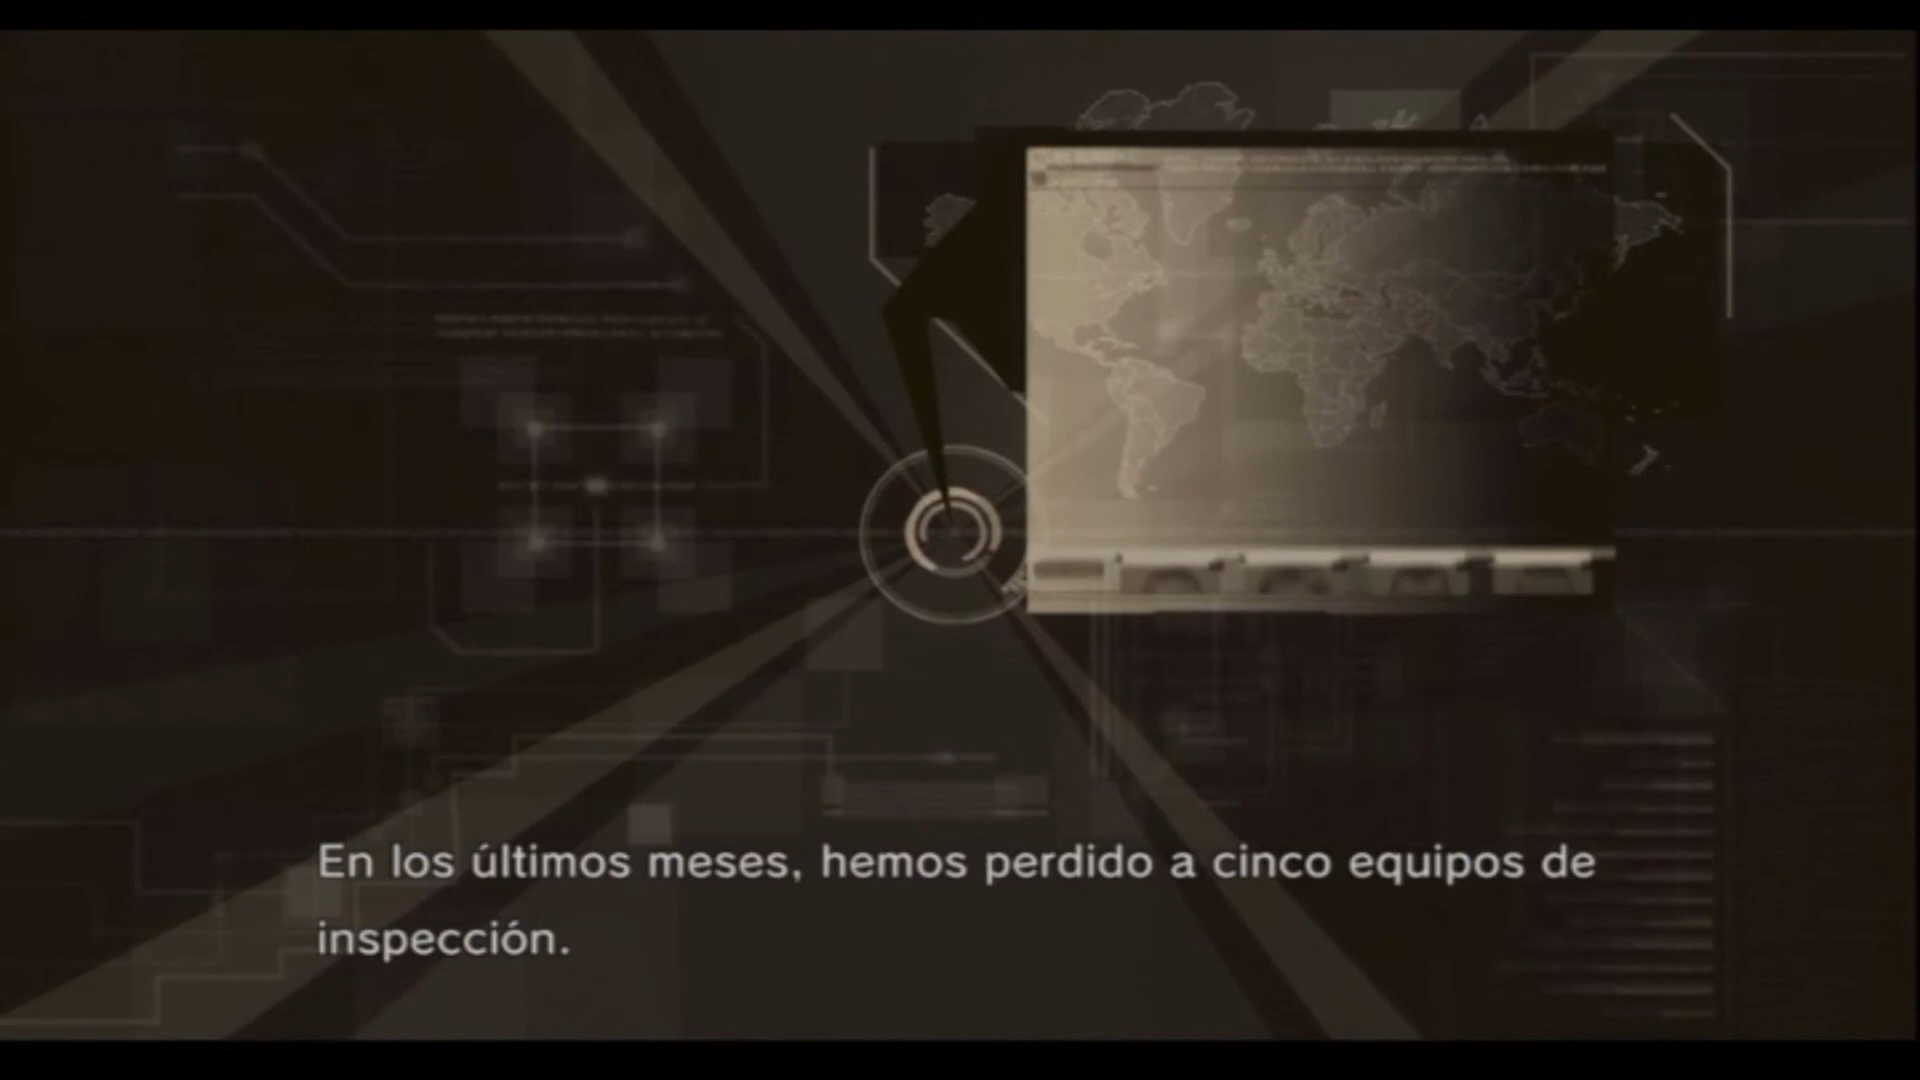 En los últimos meses, hemos perdido a cinco equipos de
inspección.